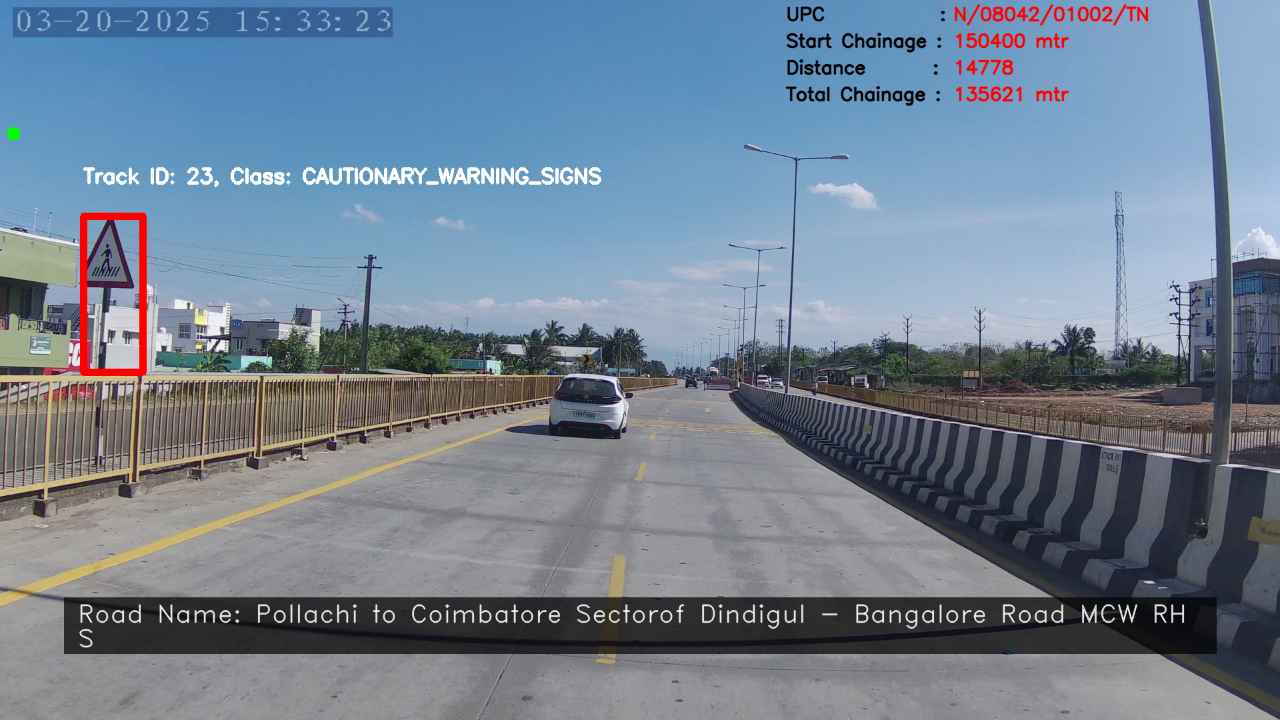 03-20-2025 15:33:23
UPC : N/08042/01002/TN
Start Chainage : 150400 mtr
Distance : 14778
Total Chainage : 135621 mtr
Track ID: 23, Class: CAUTIONARY_WARNING_SIGNS
Road Name: Pollachi to Coimbatore Sectorof Dindigul - Bangalore Road MCW RH
S